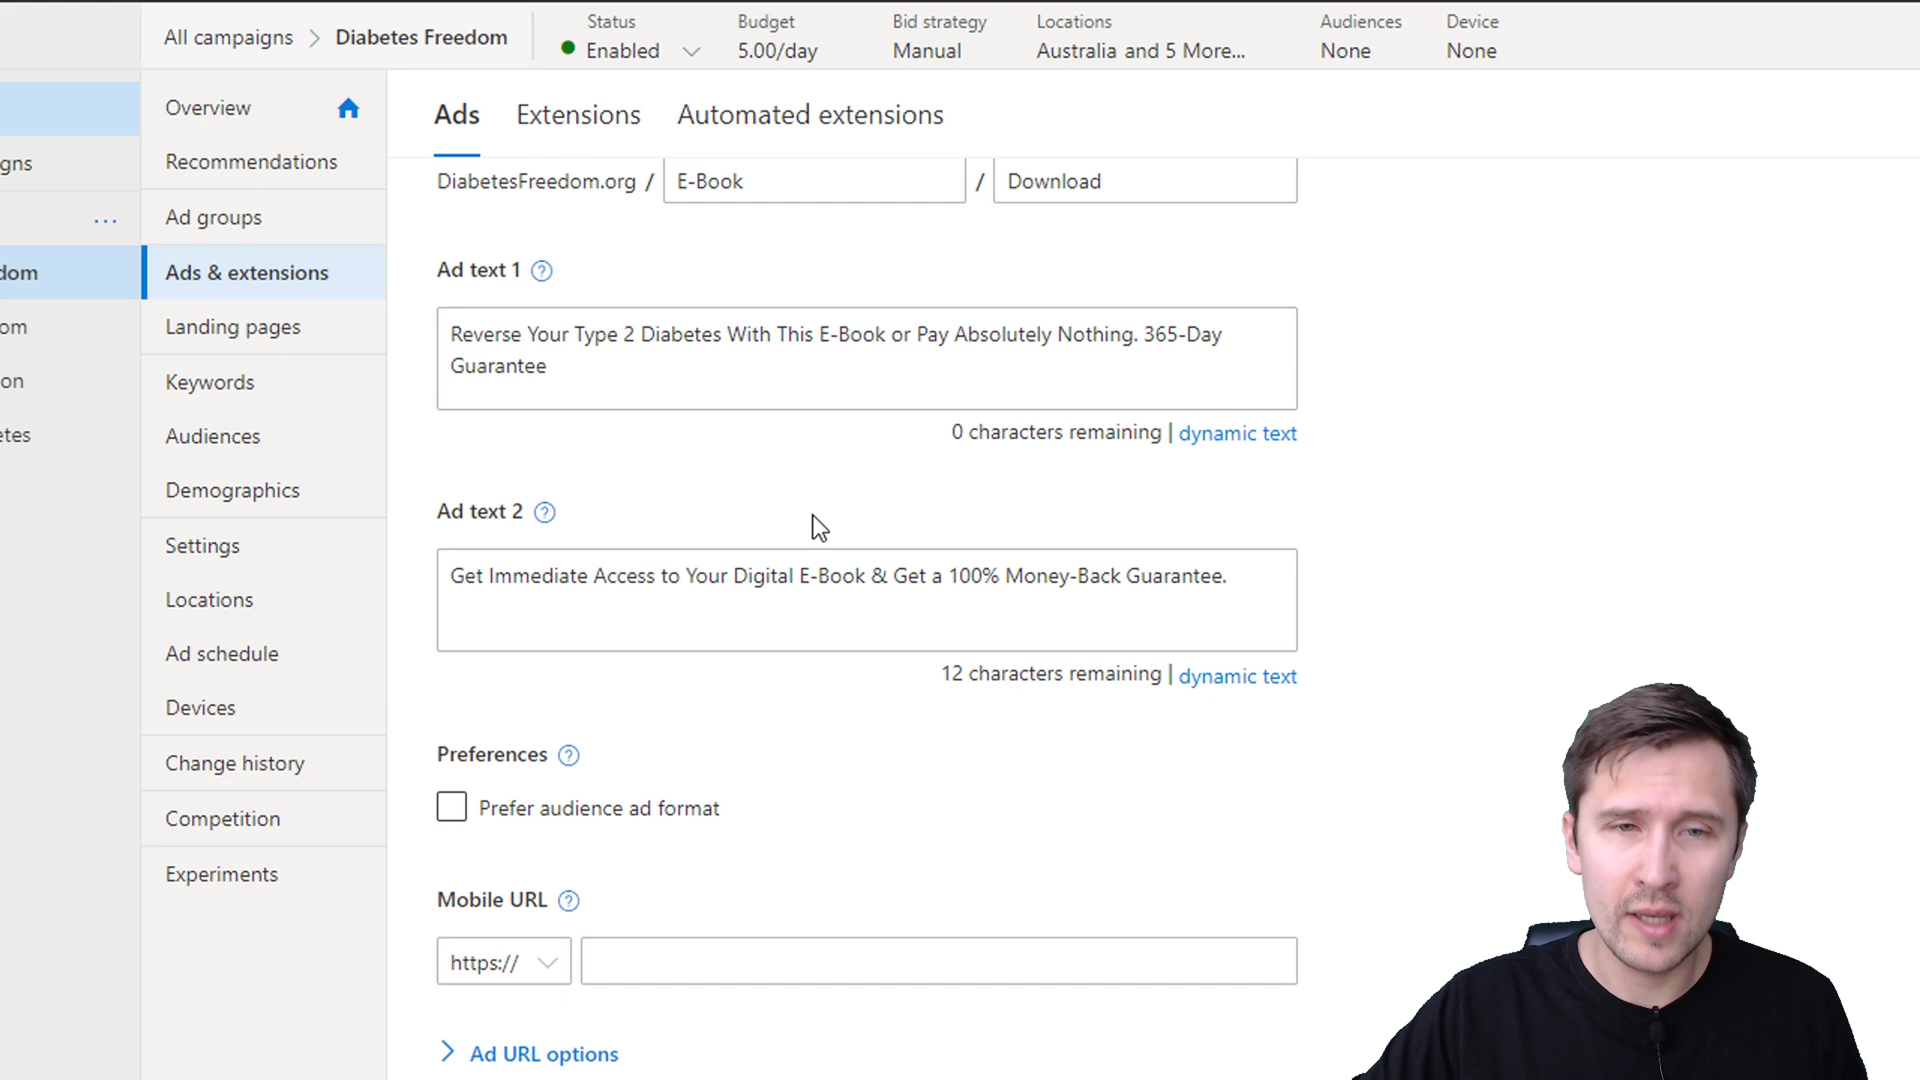 All campaigns > Diabetes Freedom
Status
Enabled
Budget
5.00/day
Bid strategy
Manual
Locations
Australia and 5 More...
Audiences
None
Device
None
gns
...
dom
om
on
etes
Overview
Recommendations
Ad groups
Ads & extensions
Landing pages
Keywords
Audiences
Demographics
Settings
Locations
Ad schedule
Devices
Change history
Competition
Experiments
Ads Extensions Automated extensions
DiabetesFreedom.org / E-Book / Download
Ad text 1 ?
Reverse Your Type 2 Diabetes With This E-Book or Pay Absolutely Nothing. 365-Day
Guarantee
0 characters remaining | dynamic text
Ad text 2 ?
Get Immediate Access to Your Digital E-Book & Get a 100% Money-Back Guarantee.
12 characters remaining | dynamic text
Preferences ?
Prefer audience ad format
Mobile URL ?
https://
Ad URL options